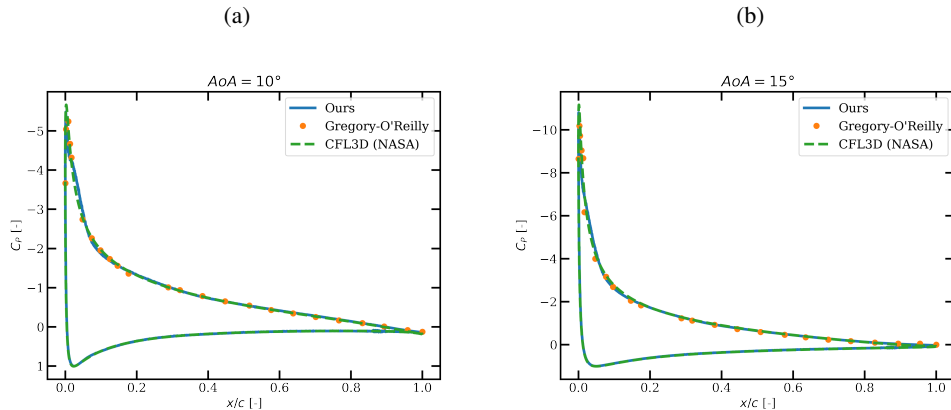 (a)
AoA = 10°
Ours
Gregory-O'Reilly
CFL3D (NASA)
−5
−4
−3
−2
−1
0
1
C_P [-]
0.0 0.2 0.4 0.6 0.8 1.0
x/c [-]
(b)
AoA = 15°
Ours
Gregory-O'Reilly
CFL3D (NASA)
−10
−8
−6
−4
−2
0
C_P [-]
0.0 0.2 0.4 0.6 0.8 1.0
x/c [-]